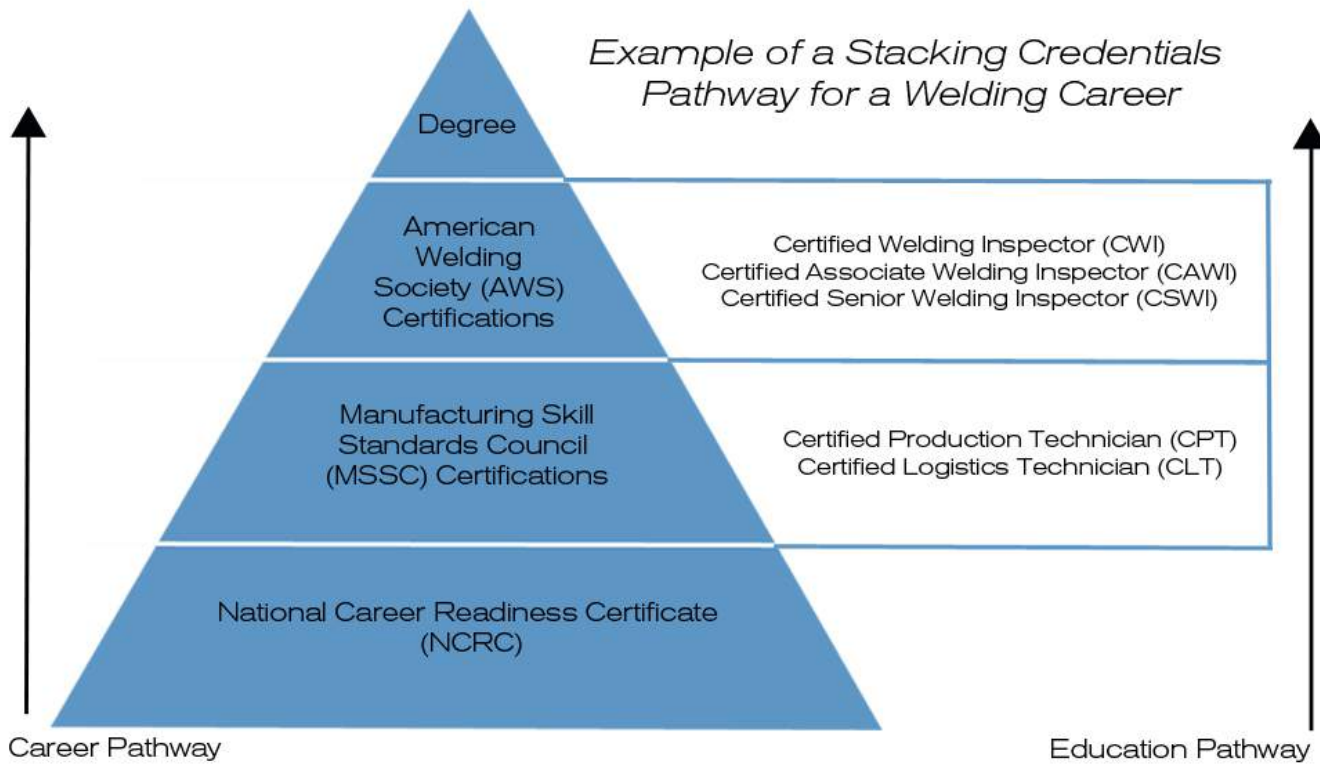 Example of a Stacking Credentials
Pathway for a Welding Career
Degree
American
Welding
Society (AWS)
Certifications
Certified Welding Inspector (CWI)
Certified Associate Welding Inspector (CAWI)
Certified Senior Welding Inspector (CSWI)
Manufacturing Skill
Standards Council
(MSSC) Certifications
Certified Production Technician (CPT)
Certified Logistics Technician (CLT)
National Career Readiness Certificate
(NCRC)
Career Pathway
Education Pathway